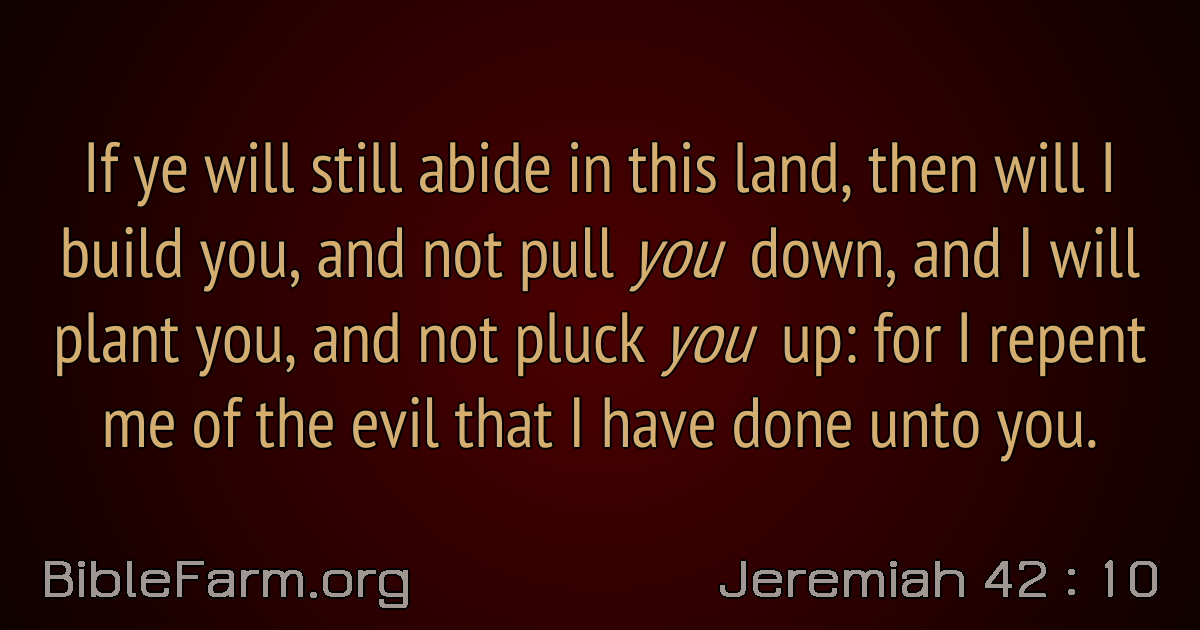 If ye will still abide in this land, then will I
build you, and not pull you down, and I will
plant you, and not pluck you up: for I repent
me of the evil that I have done unto you.
BibleFarm.org
Jeremiah 42 : 10